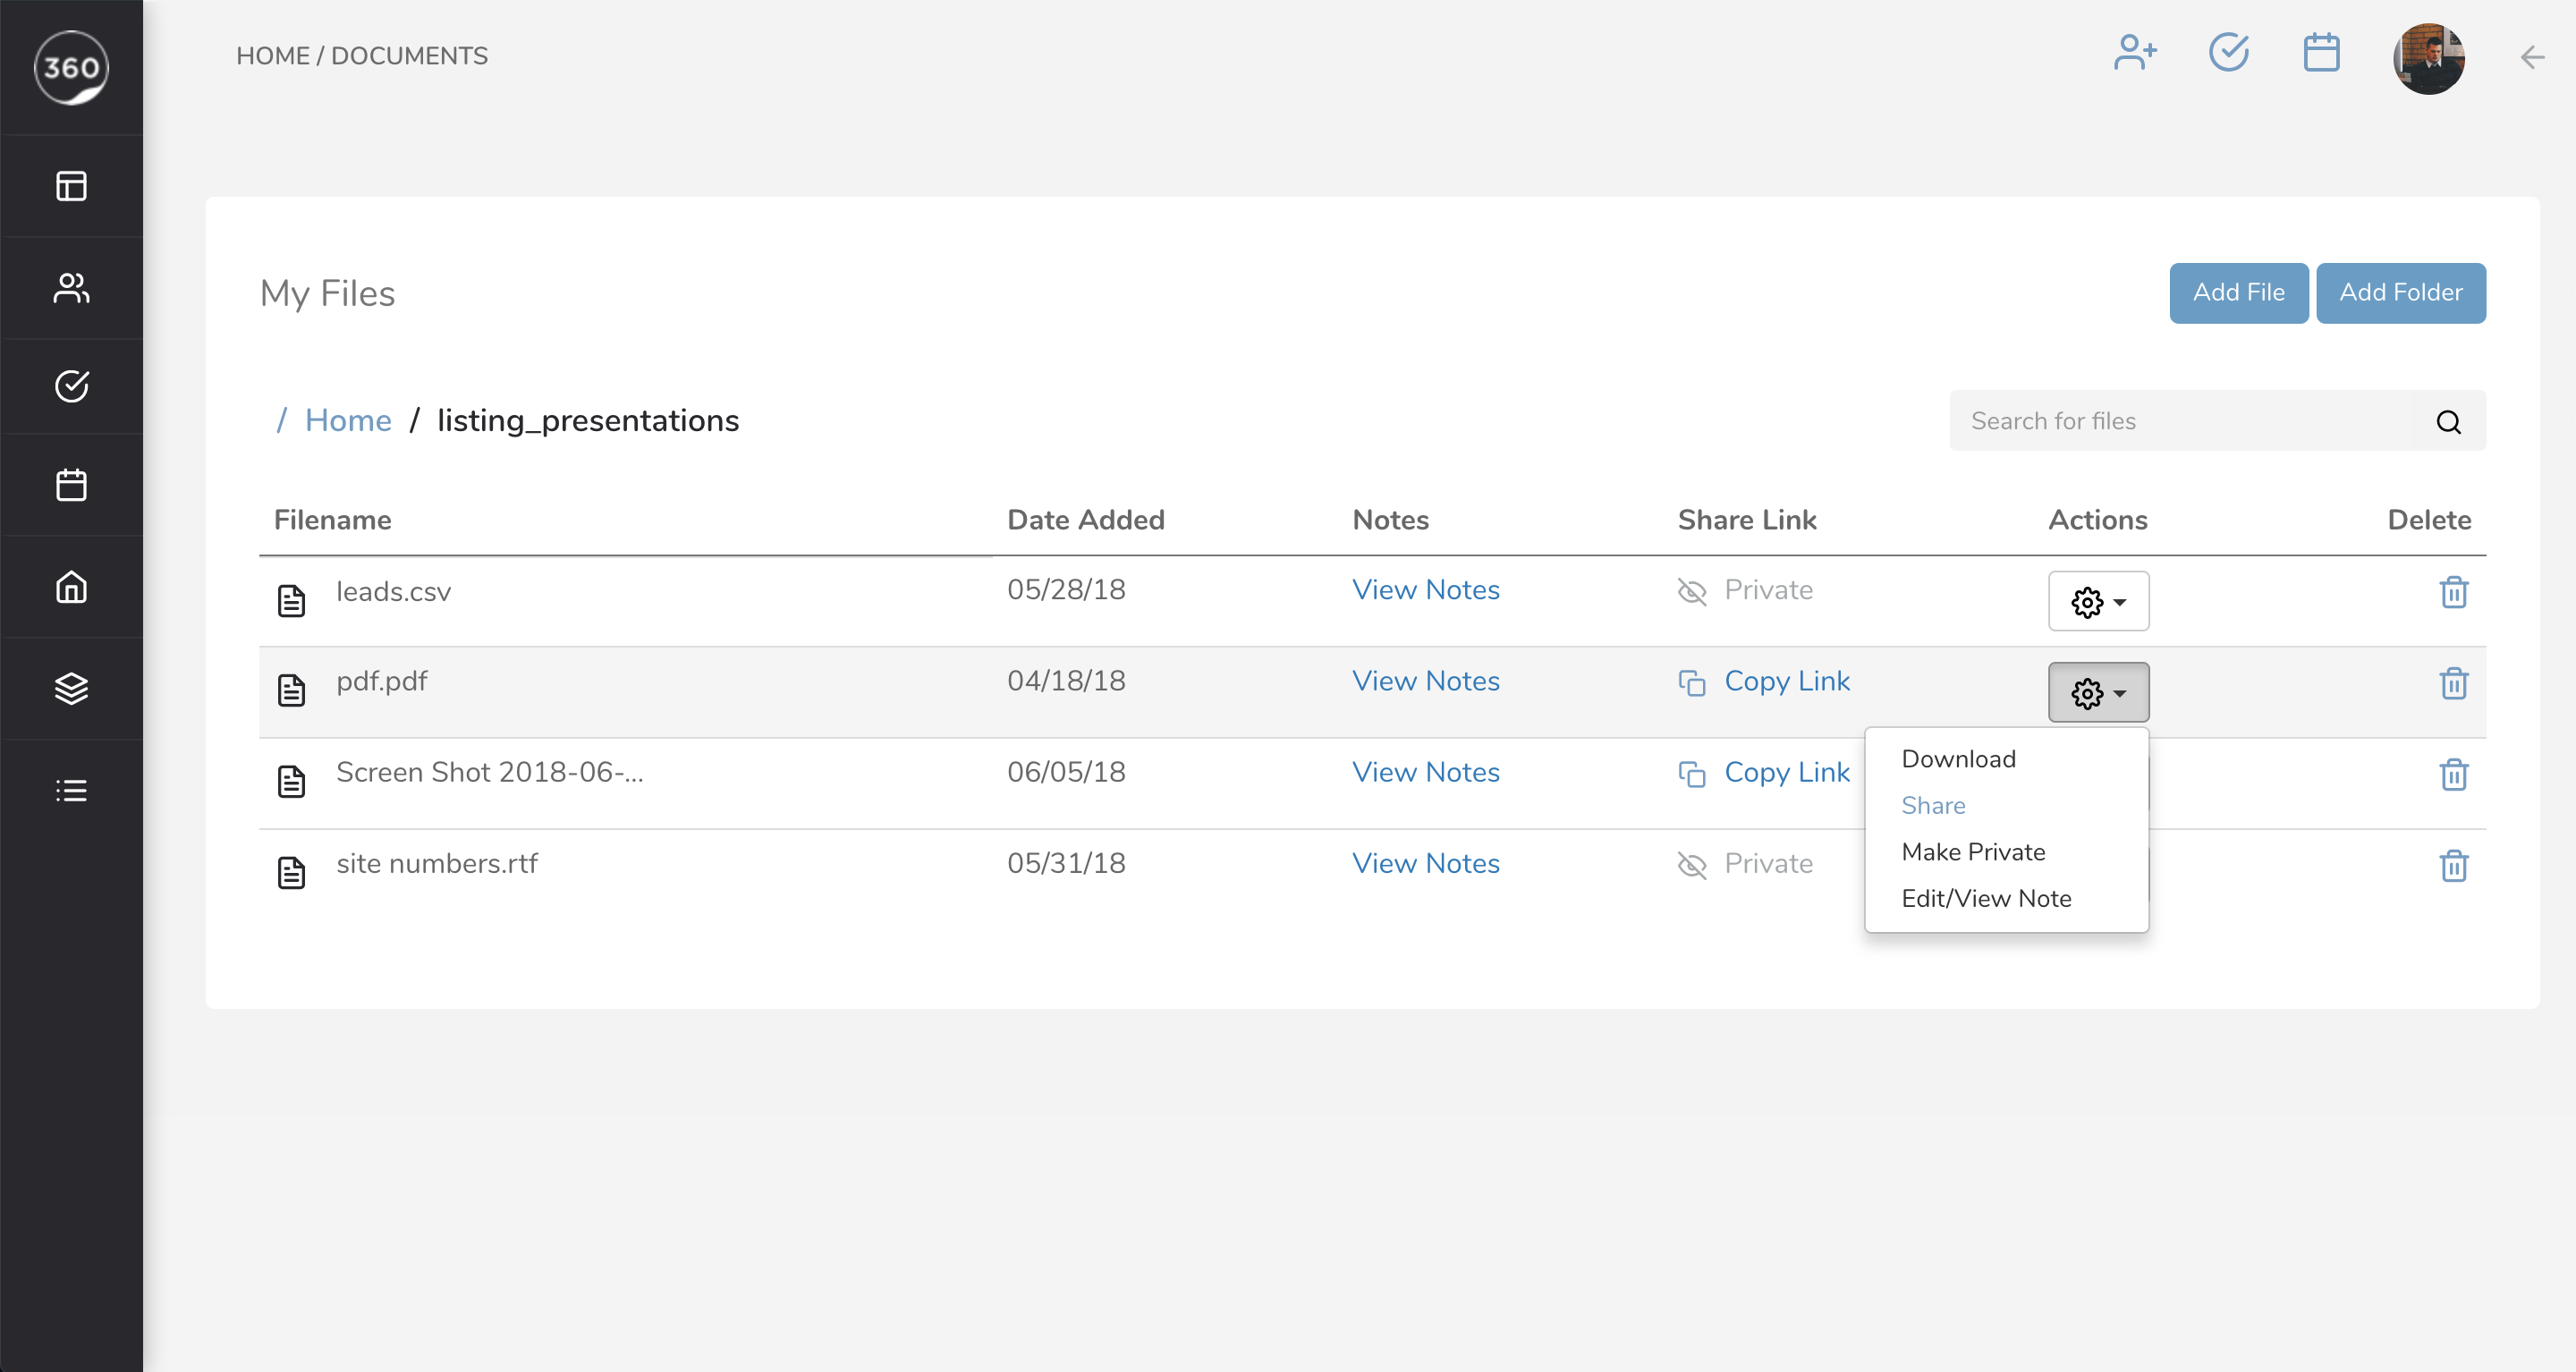 360
HOME / DOCUMENTS
My Files
Add File
Add Folder
/ Home / listing_presentations
Search for files
Filename Date Added Notes Share Link Actions Delete
leads.csv 05/28/18 View Notes Private
pdf.pdf 04/18/18 View Notes Copy Link
Screen Shot 2018-06-... 06/05/18 View Notes Copy Link
site numbers.rtf 05/31/18 View Notes Private
Download
Share
Make Private
Edit/View Note